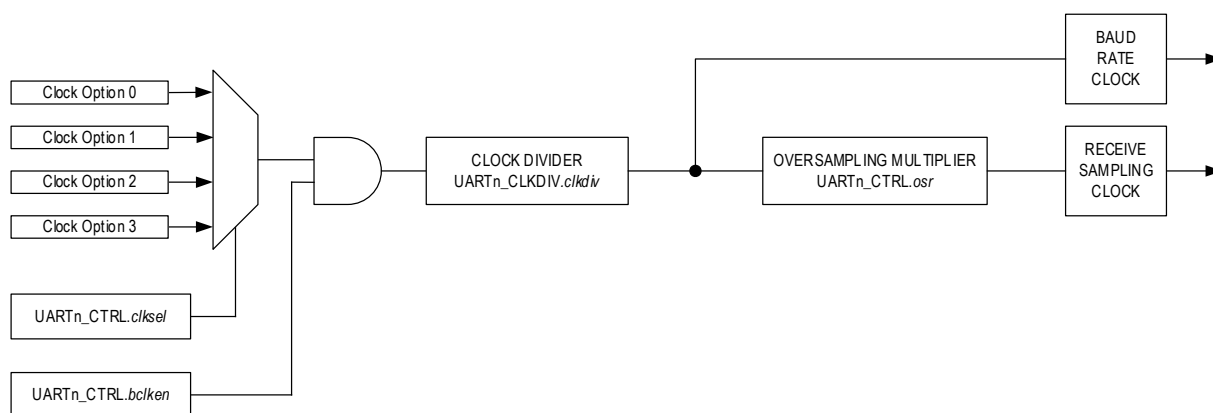 BAUD
RATE
CLOCK
Clock Option 0
Clock Option 1
Clock Option 2
Clock Option 3
CLOCK DIVIDER
UARTn_CLKDIV.clkdiv
OVERSAMPLING MULTIPLIER
UARTn_CTRL.osr
RECEIVE
SAMPLING
CLOCK
UARTn_CTRL.clksel
UARTn_CTRL.bclken